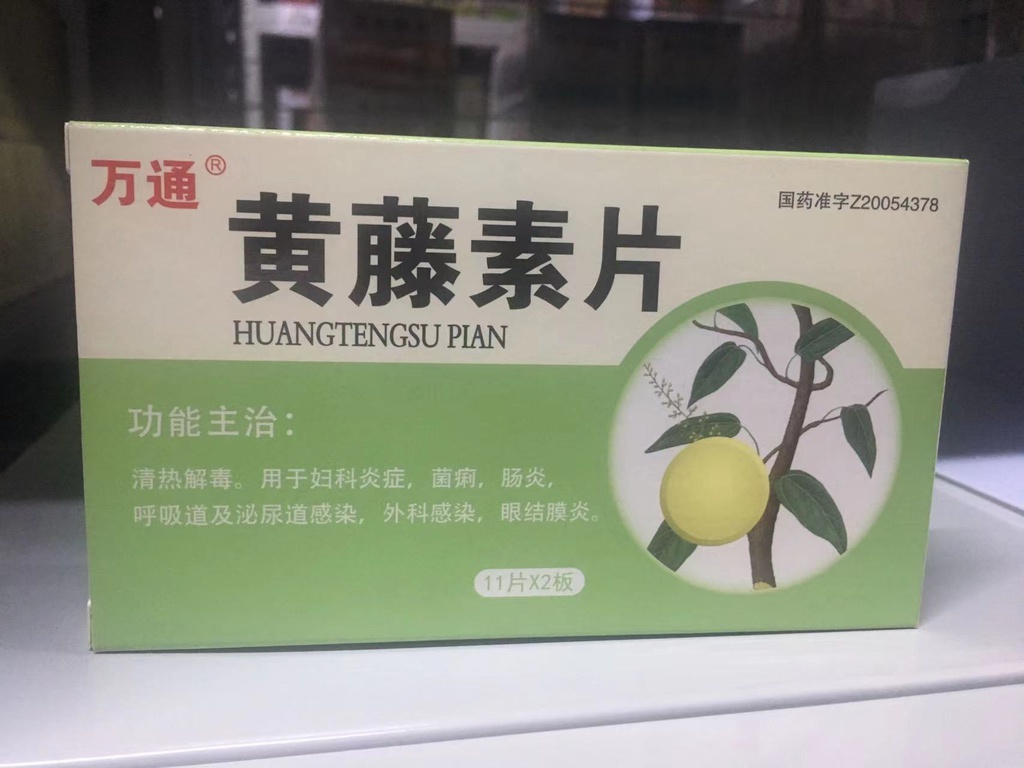 万通®
国药准字Z20054378
黄藤素片
HUANGTENGSU PIAN
功能主治：
清热解毒。用于妇科炎症，菌痢，肠炎，
呼吸道及泌尿道感染，外科感染，眼结膜炎。
11片X2板